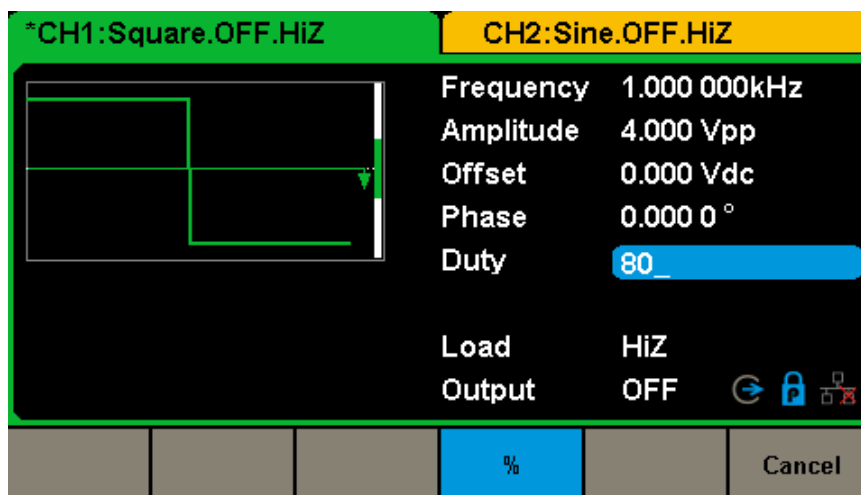 *CH1:Square.OFF.HiZ
CH2:Sine.OFF.HiZ
Frequency 1.000 000kHz
Amplitude 4.000 Vpp
Offset 0.000 Vdc
Phase 0.000 0 °
Duty 80_
Load HiZ
Output OFF
P
% Cancel